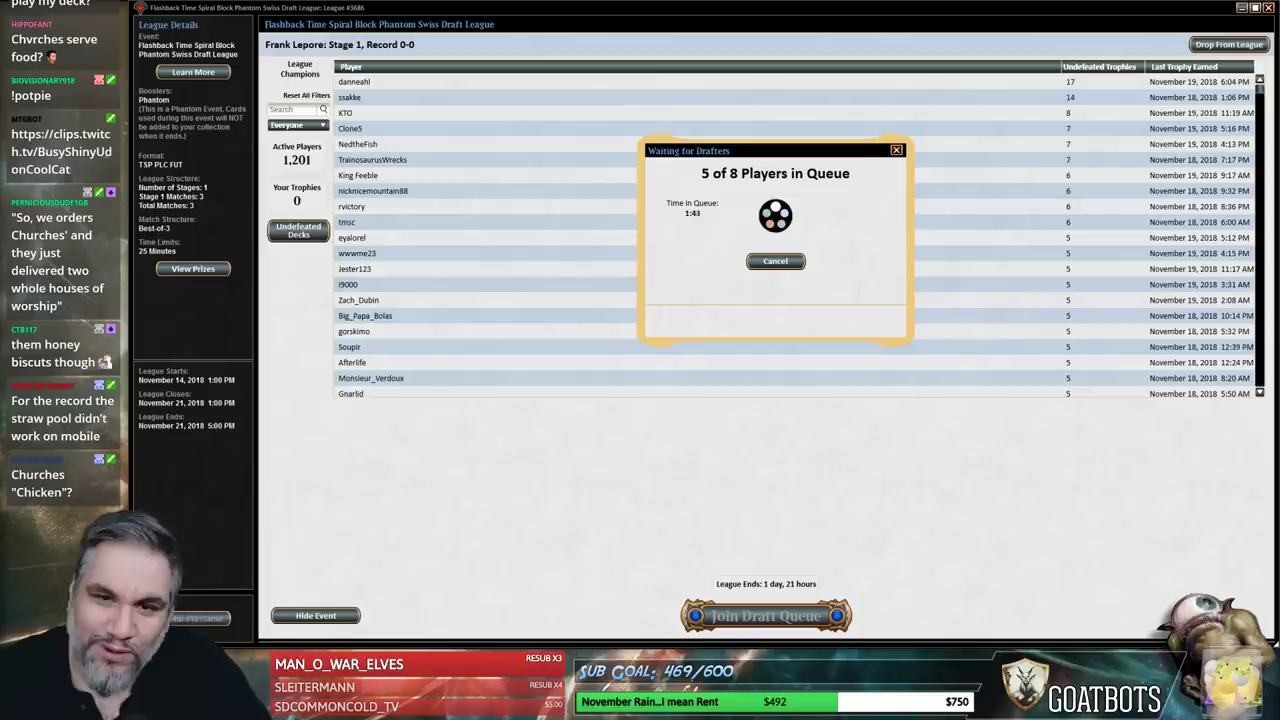 play my deck?
HIPPOFANT
Chvrches serve
food?
BIOVISIONARY918
!potpie
MTGBOT
https://clips.twitc
h.tv/BusyShinyUd
onCoolCat
PERNICIOUSDUDE1GB
"So, we orders
Churches' and
they just
delivered two
whole houses of
worship"
CTB117
them honey
biscuts though
For the record the
straw pool didn't
work on mobile
Churches
"Chicken"?
Flashback Time Spiral Block Phantom Swiss Draft League: League #3686
League Details
Event:
Flashback Time Spiral Block
Phantom Swiss Draft League
Learn More
Boosters:
Phantom
(This is a Phantom Event. Cards
used during this event will NOT
be added to your collection
when it ends.)
Format:
TSP PLC FUT
League Structure:
Number of Stages: 1
Stage 1 Matches: 3
Total Matches: 3
Match Structure:
Best-of-3
Time Limits:
25 Minutes
View Prizes
League Starts:
November 14, 2018 1:00 PM
League Closes:
November 21, 2018 1:00 PM
League Ends:
November 21, 2018 5:00 PM
Flashback Time Spiral Block Phantom Swiss Draft League
Frank Lepore: Stage 1, Record 0-0
Drop From League
League
Champions
Reset All Filters
Search
Everyone
Active Players
1,201
Your Trophies
0
Undefeated
Decks
Player Undefeated Trophies Last Trophy Earned
danneahl 17 November 19, 2018 6:04 PM
ssakke 14 November 18, 2018 1:06 PM
KTO 8 November 19, 2018 11:19 AM
Clone5 7 November 19, 2018 5:16 PM
NedtheFish 7 November 19, 2018 4:13 PM
TrainosaurusWrecks 7 November 18, 2018 7:17 PM
King Feeble 6 November 19, 2018 9:17 AM
nicknicemountain88 6 November 19, 2018 9:32 PM
rvictory 6 November 18, 2018 8:36 PM
tmsc 6 November 18, 2018 6:00 AM
eyalorel 5 November 19, 2018 5:12 PM
wwwme23 5 November 19, 2018 4:15 PM
Jester123 5 November 19, 2018 11:17 AM
i9000 5 November 19, 2018 3:31 AM
Zach_Dubin 5 November 19, 2018 2:08 AM
Big_Papa_Bolas 5 November 18, 2018 10:14 PM
gorskimo 5 November 18, 2018 5:32 PM
Soupir 5 November 18, 2018 12:39 PM
Afterlife 5 November 18, 2018 12:24 PM
Monsieur_Verdoux 5 November 18, 2018 8:20 AM
Gnarlid 5 November 18, 2018 5:50 AM
Waiting for Drafters
5 of 8 Players in Queue
Time in Queue:
1:43
Cancel
League Ends: 1 day, 21 hours
Hide Event
Join Draft Queue
MAN_O_WAR_ELVES RESUB X3
SLEITERMANN RESUB X4
SDCOMMONCOLD_TV $5.00
SUB GOAL: 469/600
November Rain...I mean Rent $492 $750
GOATBOTS